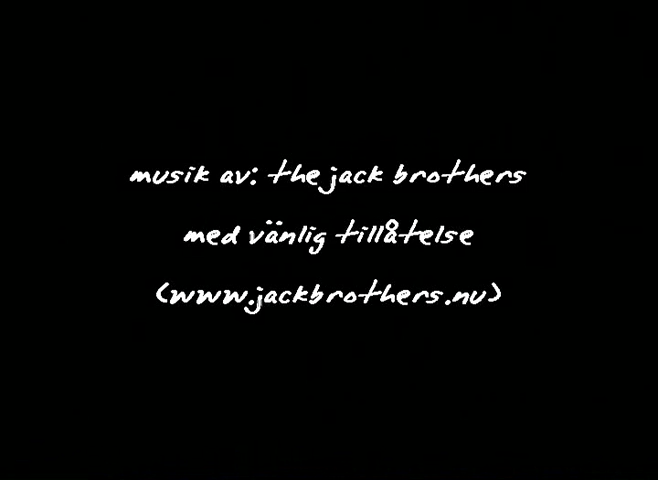 musik av: the jack brothers
med vänlig tillåtelse
(www.jackbrothers.nu)